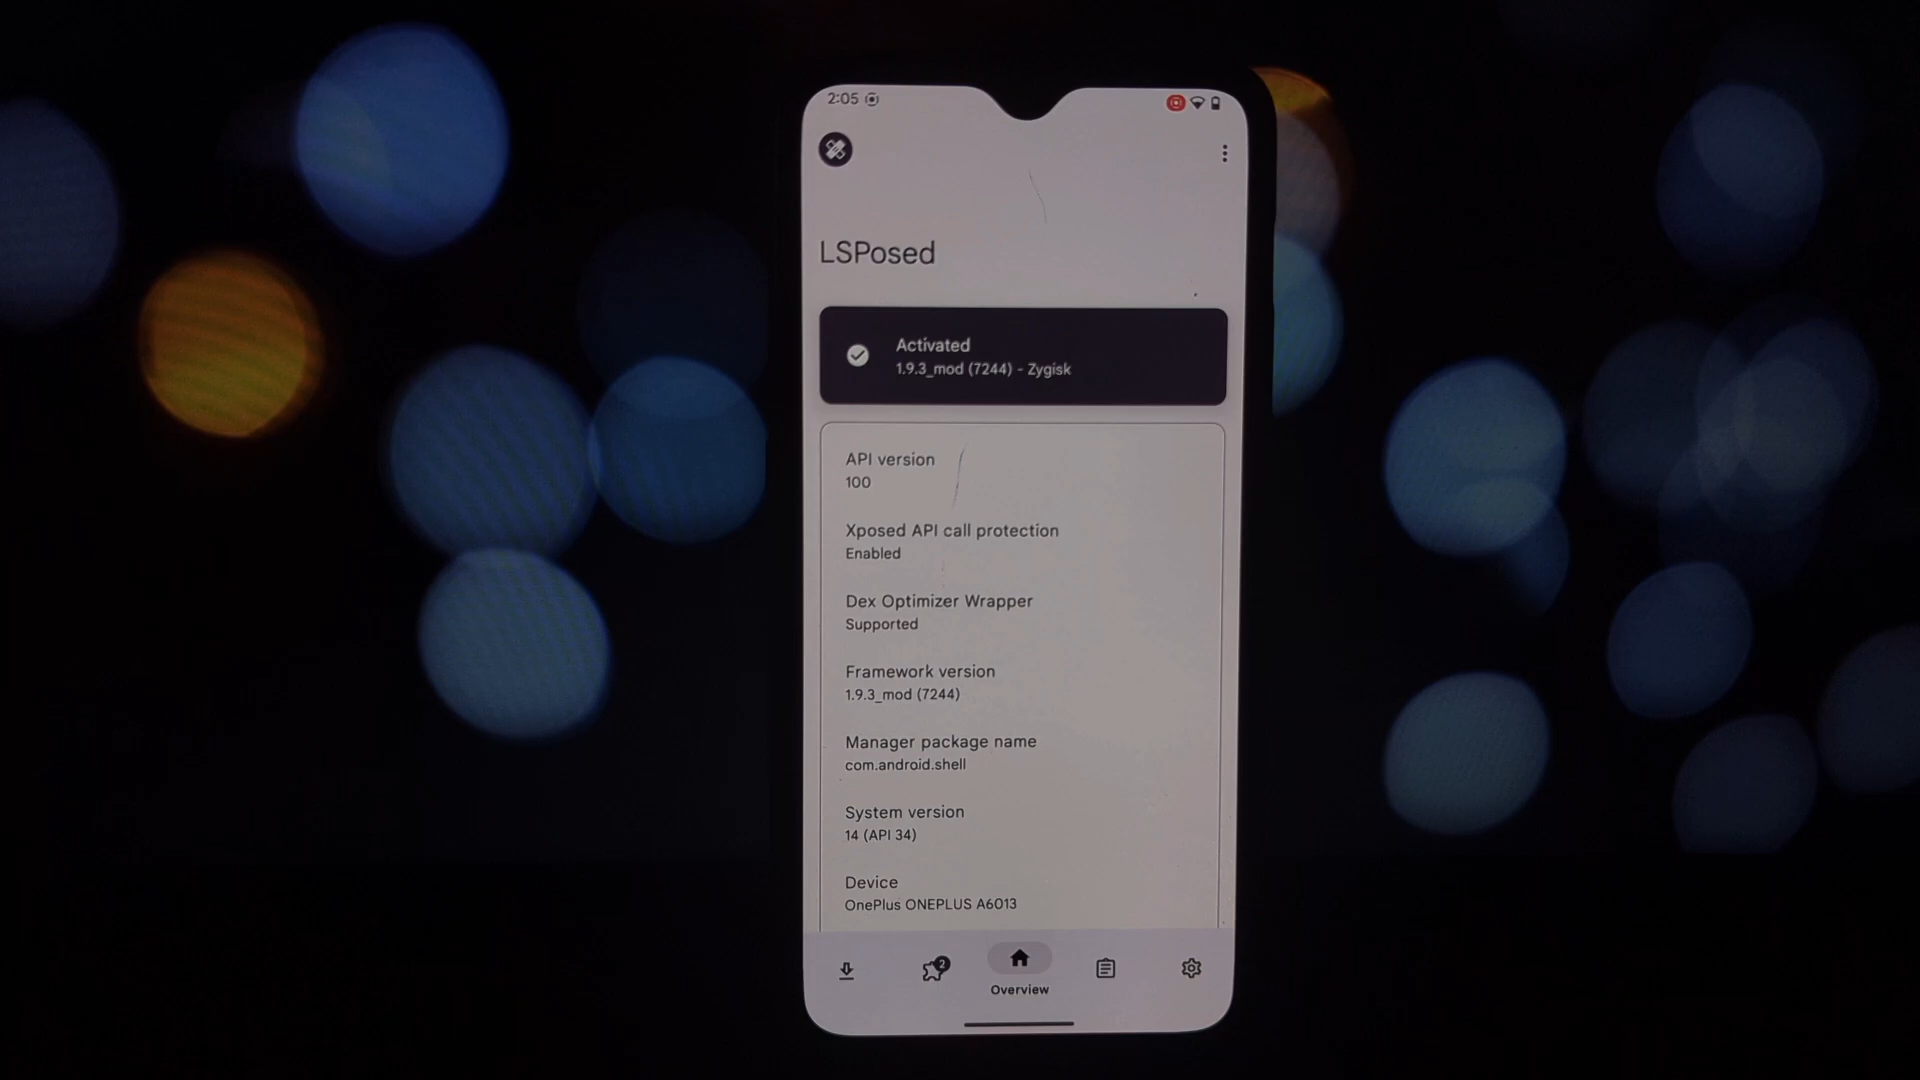 2:05
LSPosed
Activated
1.9.3_mod (7244) - Zygisk
API version
100
Xposed API call protection
Enabled
Dex Optimizer Wrapper
Supported
Framework version
1.9.3_mod (7244)
Manager package name
com.android.shell
System version
14 (API 34)
Device
OnePlus ONEPLUS A6013
2
Overview